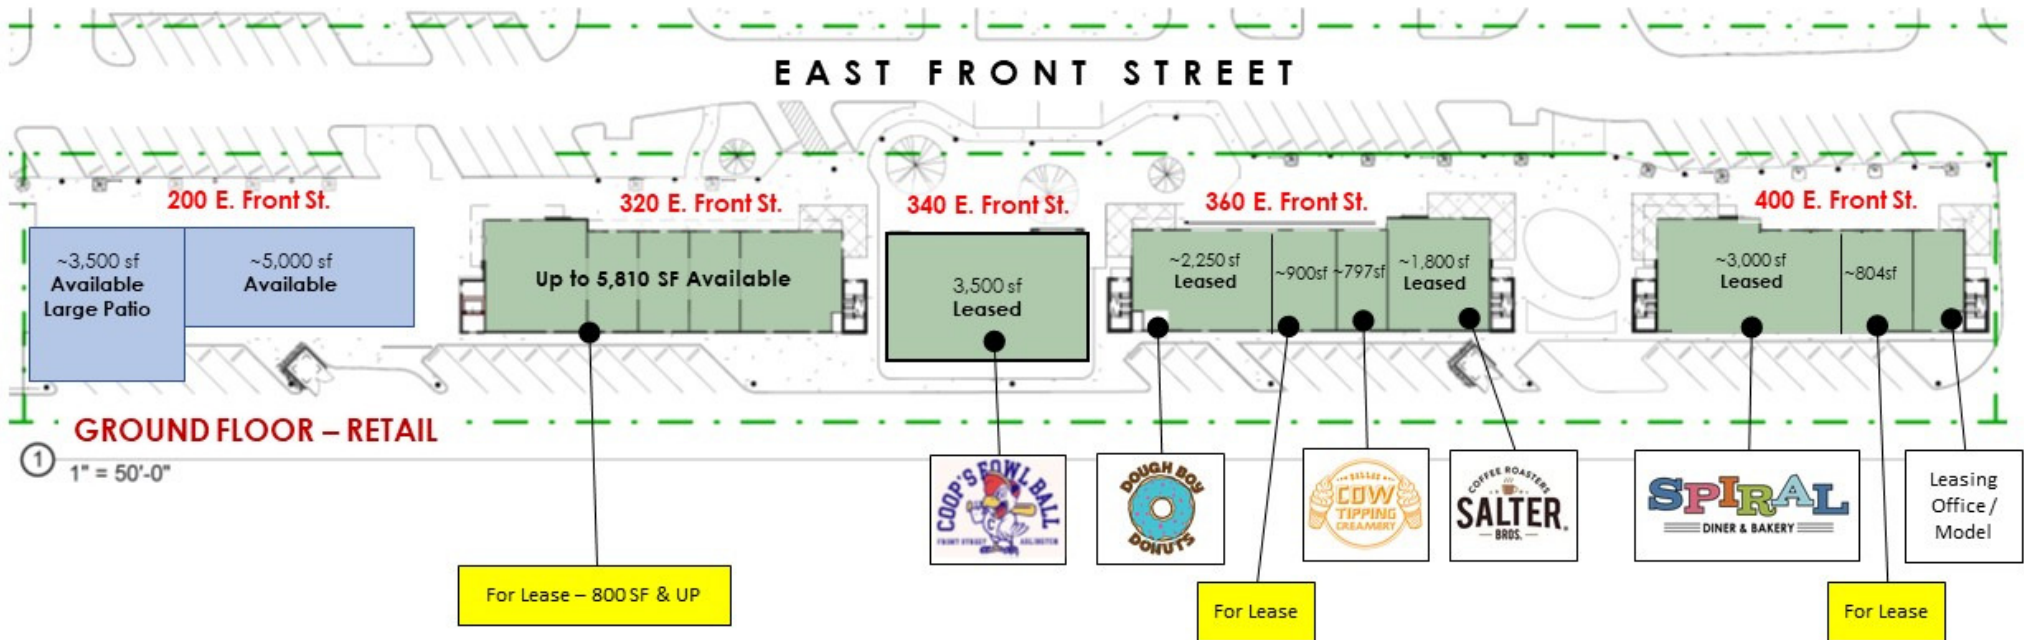 EAST FRONT STREET
200 E. Front St.
320 E. Front St.
340 E. Front St.
360 E. Front St.
400 E. Front St.
~3,500 sf
Available
Large Patio
~5,000 sf
Available
Up to 5,810 SF Available
3,500 sf
Leased
~2,250 sf
Leased
~900sf
~797sf
~1,800 sf
Leased
~3,000 sf
Leased
~804sf
GROUND FLOOR – RETAIL
1
1" = 50'-0"
COOP'S FOWL BALL
FRONT STREET ARLINGTON
DOUGH BOY
DONUTS
DALLAS
COW
TIPPING
CREAMERY
COFFEE ROASTERS
SALTER
BROS.
SPIRAL
DINER & BAKERY
Leasing
Office /
Model
For Lease – 800 SF & UP
For Lease
For Lease